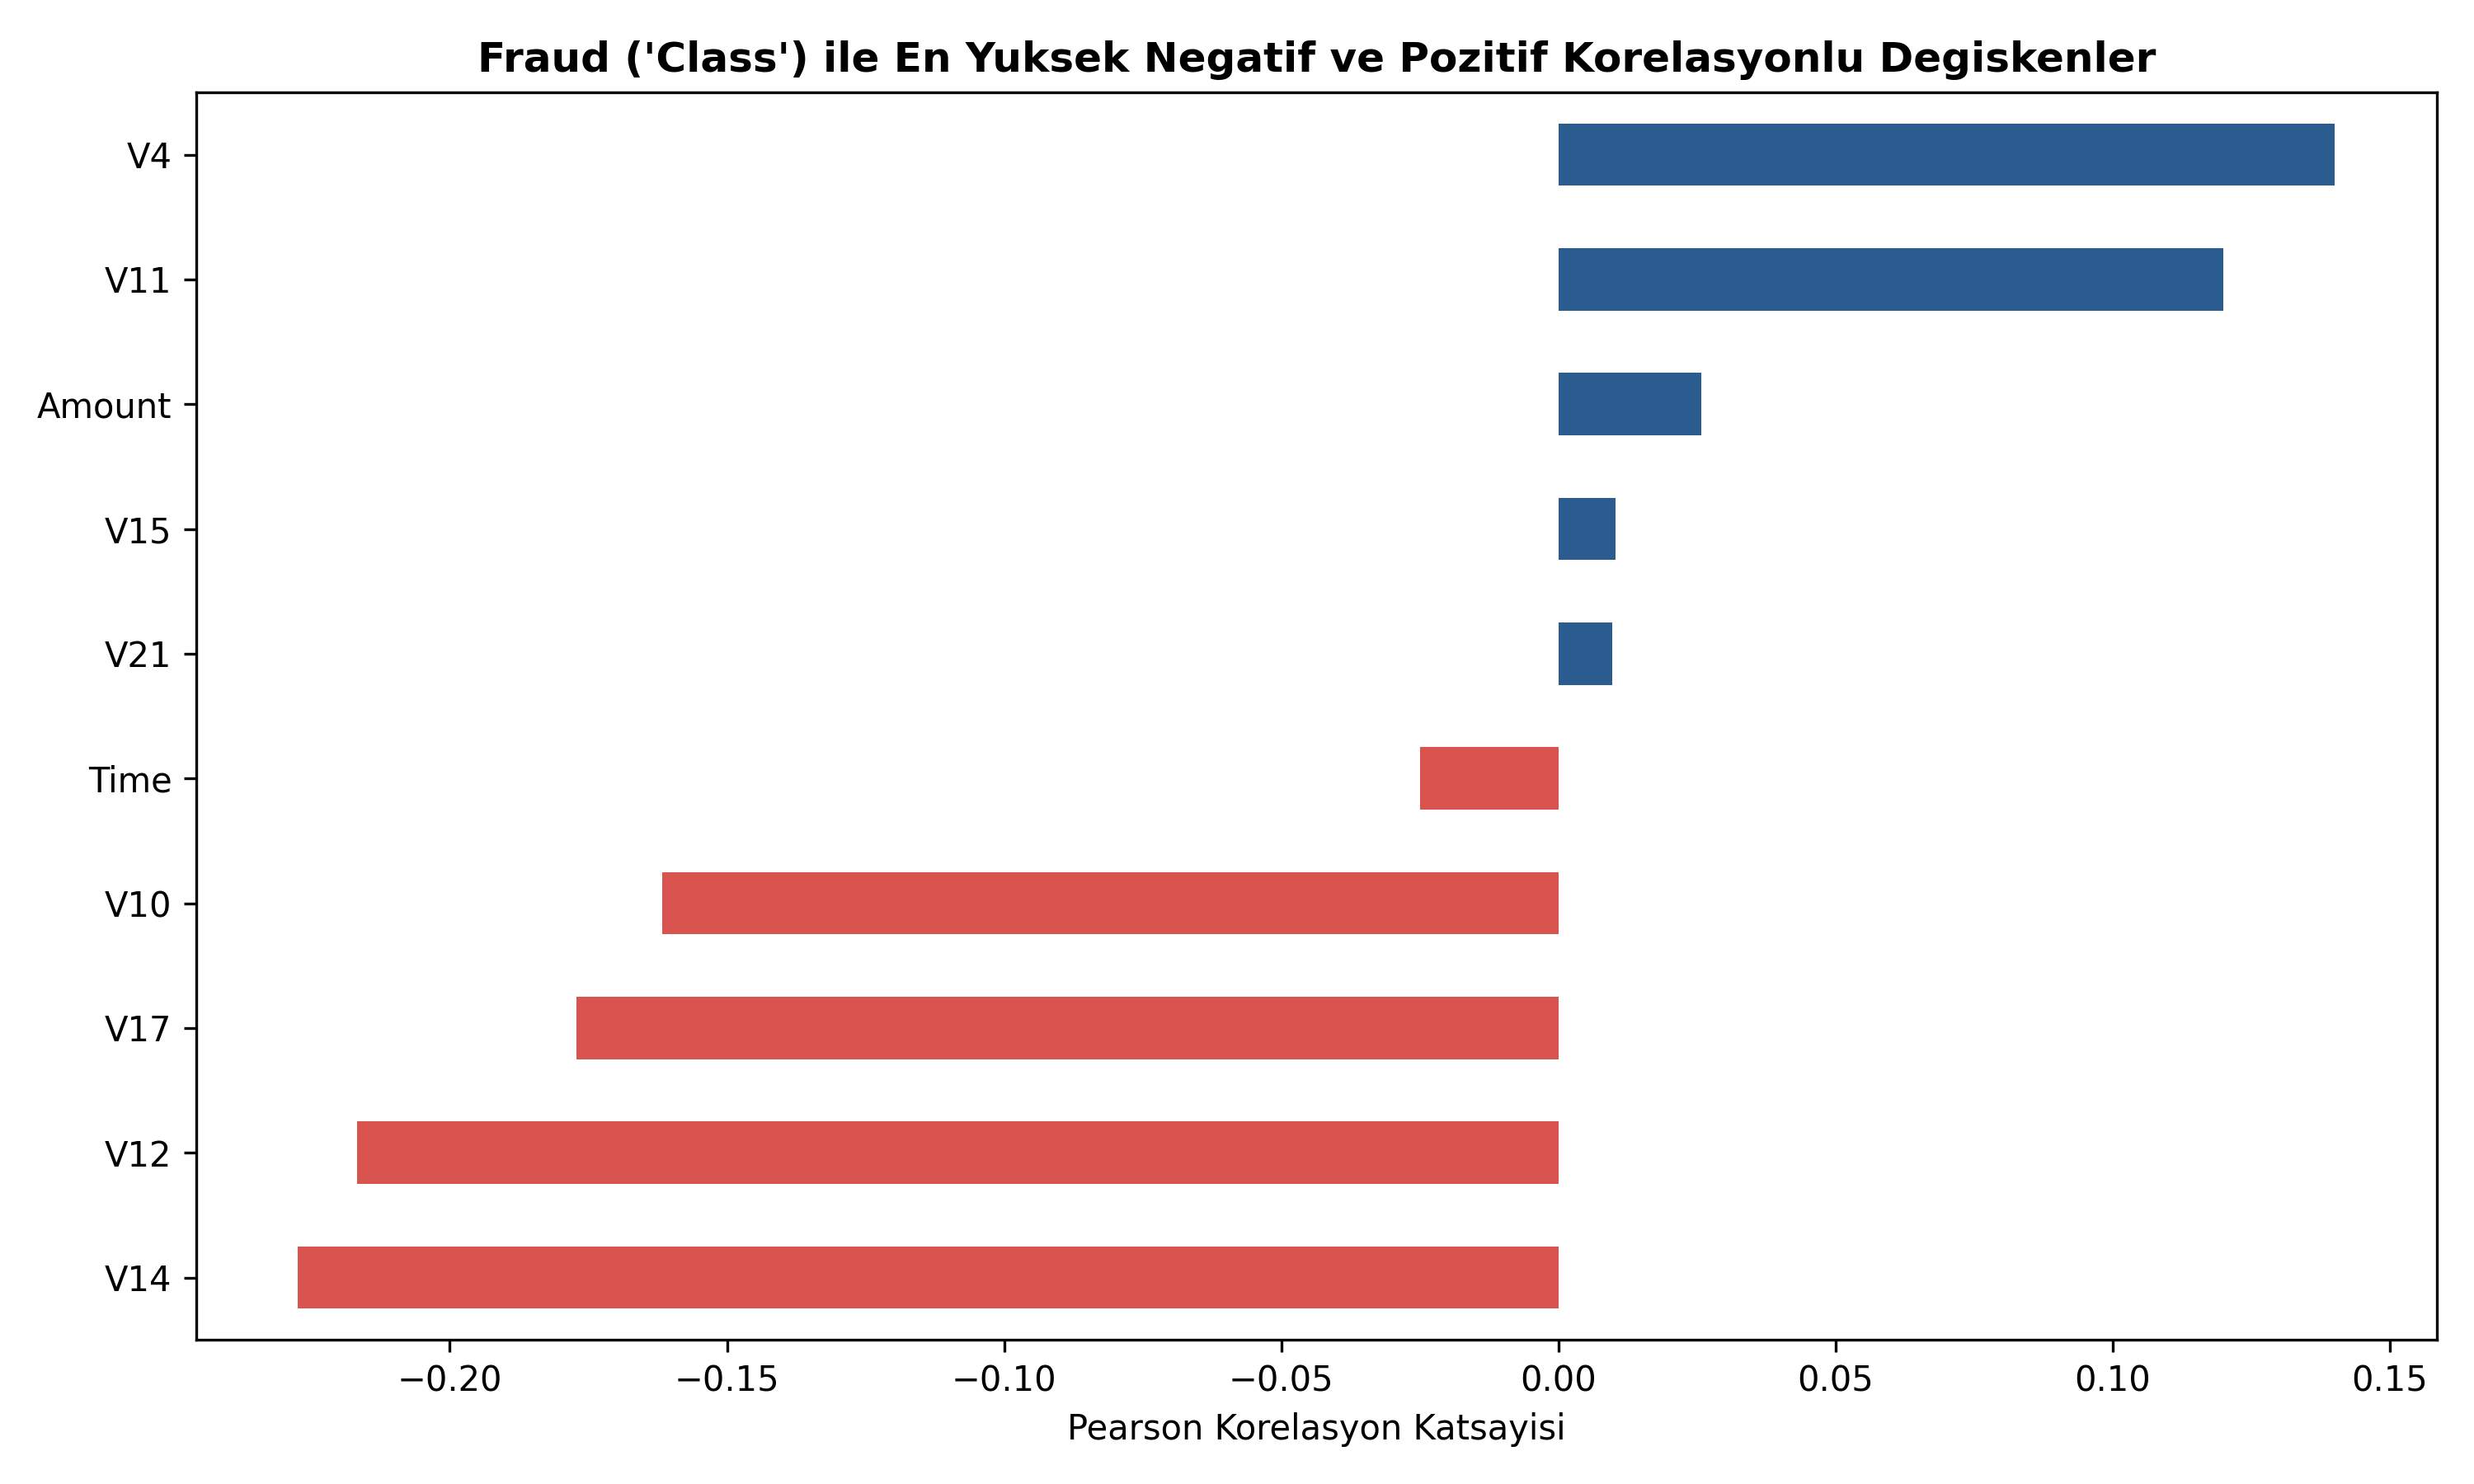 Fraud ('Class') ile En Yuksek Negatif ve Pozitif Korelasyonlu Degiskenler
V4
V11
Amount
V15
V21
Time
V10
V17
V12
V14
−0.20 −0.15 −0.10 −0.05 0.00 0.05 0.10 0.15
Pearson Korelasyon Katsayisi